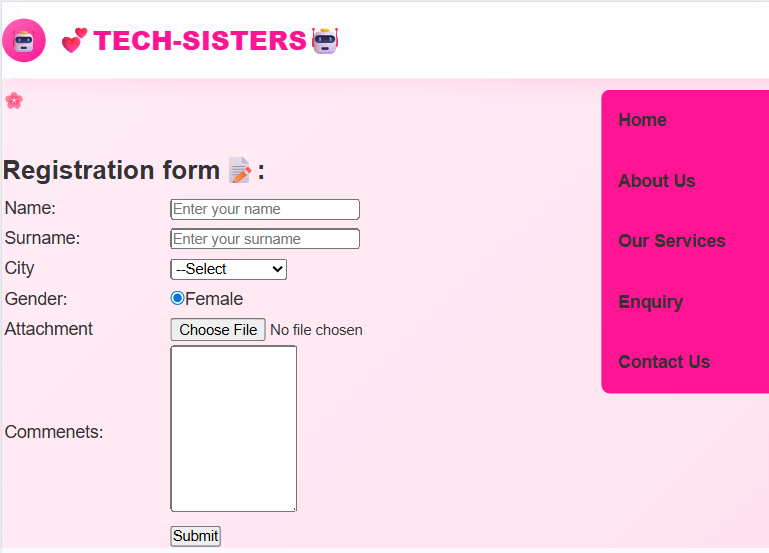 TECH-SISTERS
Home
About Us
Our Services
Enquiry
Contact Us
Registration form :
Name: Enter your name
Surname: Enter your surname
City --Select
Gender: Female
Attachment Choose File No file chosen
Commenets:
Submit